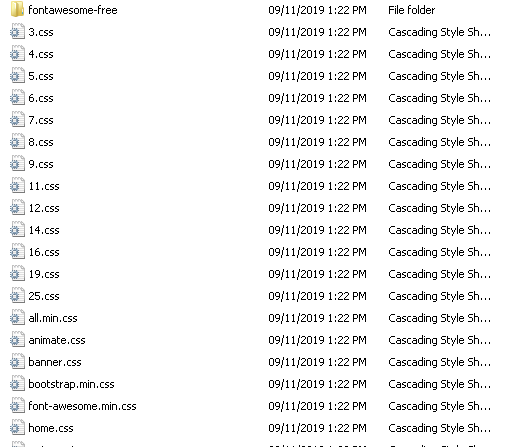 fontawesome-free 09/11/2019 1:22 PM File folder
3.css 09/11/2019 1:22 PM Cascading Style Sh...
4.css 09/11/2019 1:22 PM Cascading Style Sh...
5.css 09/11/2019 1:22 PM Cascading Style Sh...
6.css 09/11/2019 1:22 PM Cascading Style Sh...
7.css 09/11/2019 1:22 PM Cascading Style Sh...
8.css 09/11/2019 1:22 PM Cascading Style Sh...
9.css 09/11/2019 1:22 PM Cascading Style Sh...
11.css 09/11/2019 1:22 PM Cascading Style Sh...
12.css 09/11/2019 1:22 PM Cascading Style Sh...
14.css 09/11/2019 1:22 PM Cascading Style Sh...
16.css 09/11/2019 1:22 PM Cascading Style Sh...
19.css 09/11/2019 1:22 PM Cascading Style Sh...
25.css 09/11/2019 1:22 PM Cascading Style Sh...
all.min.css 09/11/2019 1:22 PM Cascading Style Sh...
animate.css 09/11/2019 1:22 PM Cascading Style Sh...
banner.css 09/11/2019 1:22 PM Cascading Style Sh...
bootstrap.min.css 09/11/2019 1:22 PM Cascading Style Sh...
font-awesome.min.css 09/11/2019 1:22 PM Cascading Style Sh...
home.css 09/11/2019 1:22 PM Cascading Style Sh...